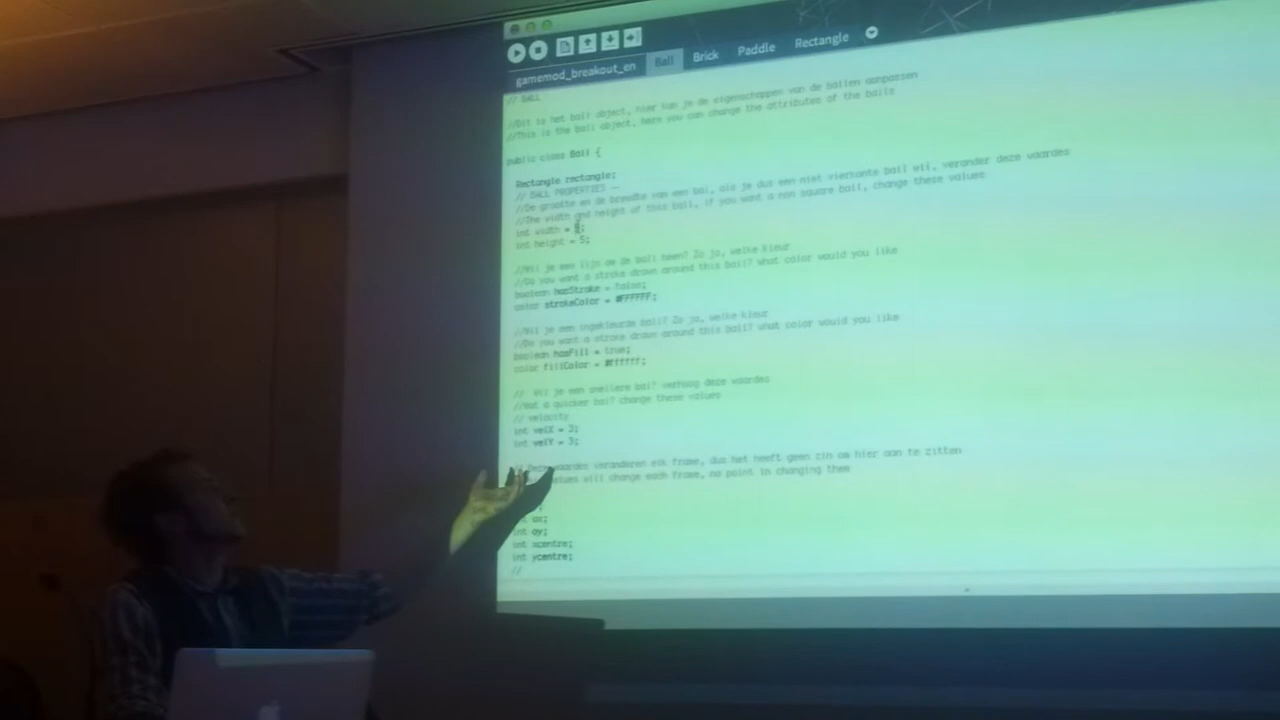 gamemod_breakout_en Ball Brick Paddle Rectangle
// BALL
//Dit is het ball object, hier kan je de eigenschappen van de ballen aanpassen
//This is the ball object, here you can change the attributes of the balls
public class Ball {
Rectangle rectangle;
// BALL PROPERTIES --
//De grootte en de breedte van een bal, als je dus een niet vierkante ball wil, verander deze waardes
//The width and height of this ball, if you want a non square ball, change these values
int width = ;
int height = 5;
//Wil je een lijn om de ball heen? Zo ja, welke kleur
//Do you want a stroke drawn around this ball? what color would you like
boolean hasStroke = false;
color strokeColor = #FFFFFF;
//Wil je een ingekleurde ball? Zo ja, welke kleur
//Do you want a stroke drawn around this ball? what color would you like
boolean hasFill = true;
color fillColor = #ffffff;
// Wil je een snellere bal? verhoog deze waardes
//Wat a quicker ball? change these values
// velocity
int velX = 3;
int velY = 3;
// Deze waardes veranderen elk frame, dus het heeft geen zin om hier aan te zitten
values will change each frame, no point in changing them
int ox;
int oy;
int xcentre;
int ycentre;
//